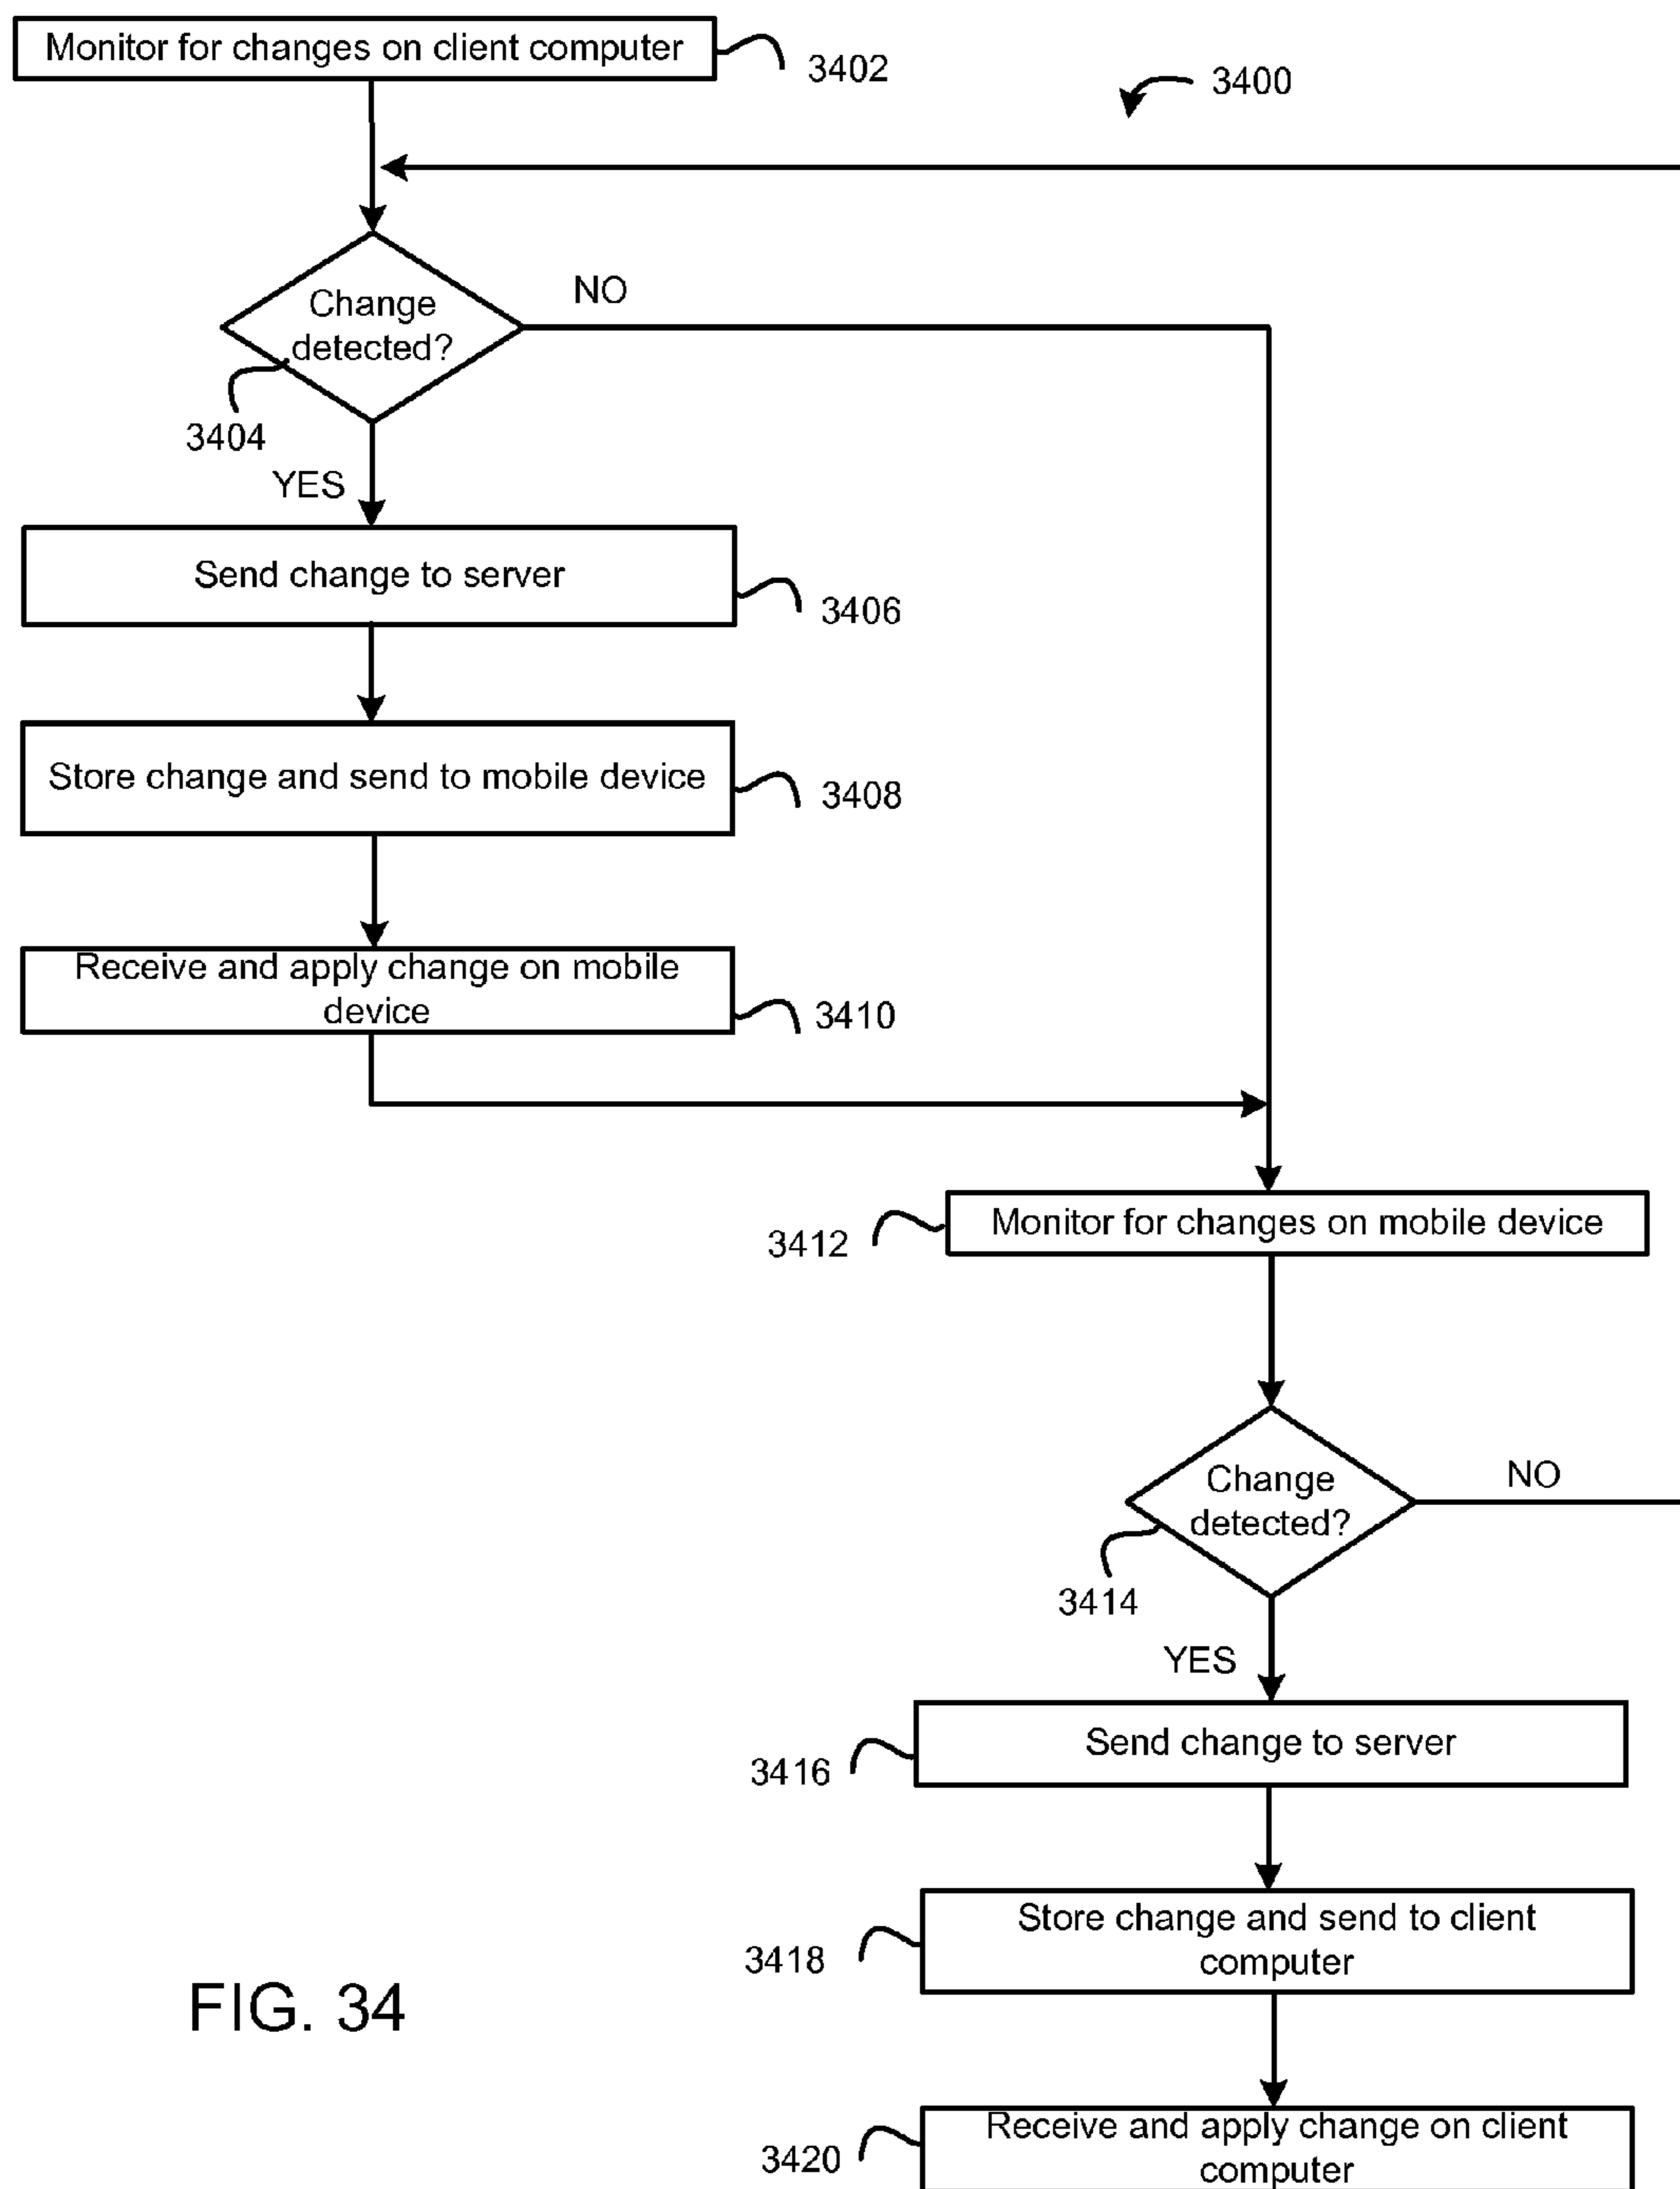 Monitor for changes on client computer
3402
3400
Change
detected?
NO
3404
YES
Send change to server
3406
Store change and send to mobile device
3408
Receive and apply change on mobile
device
3410
Monitor for changes on mobile device
3412
Change
detected?
NO
3414
YES
Send change to server
3416
Store change and send to client
computer
3418
FIG. 34
Receive and apply change on client
computer
3420